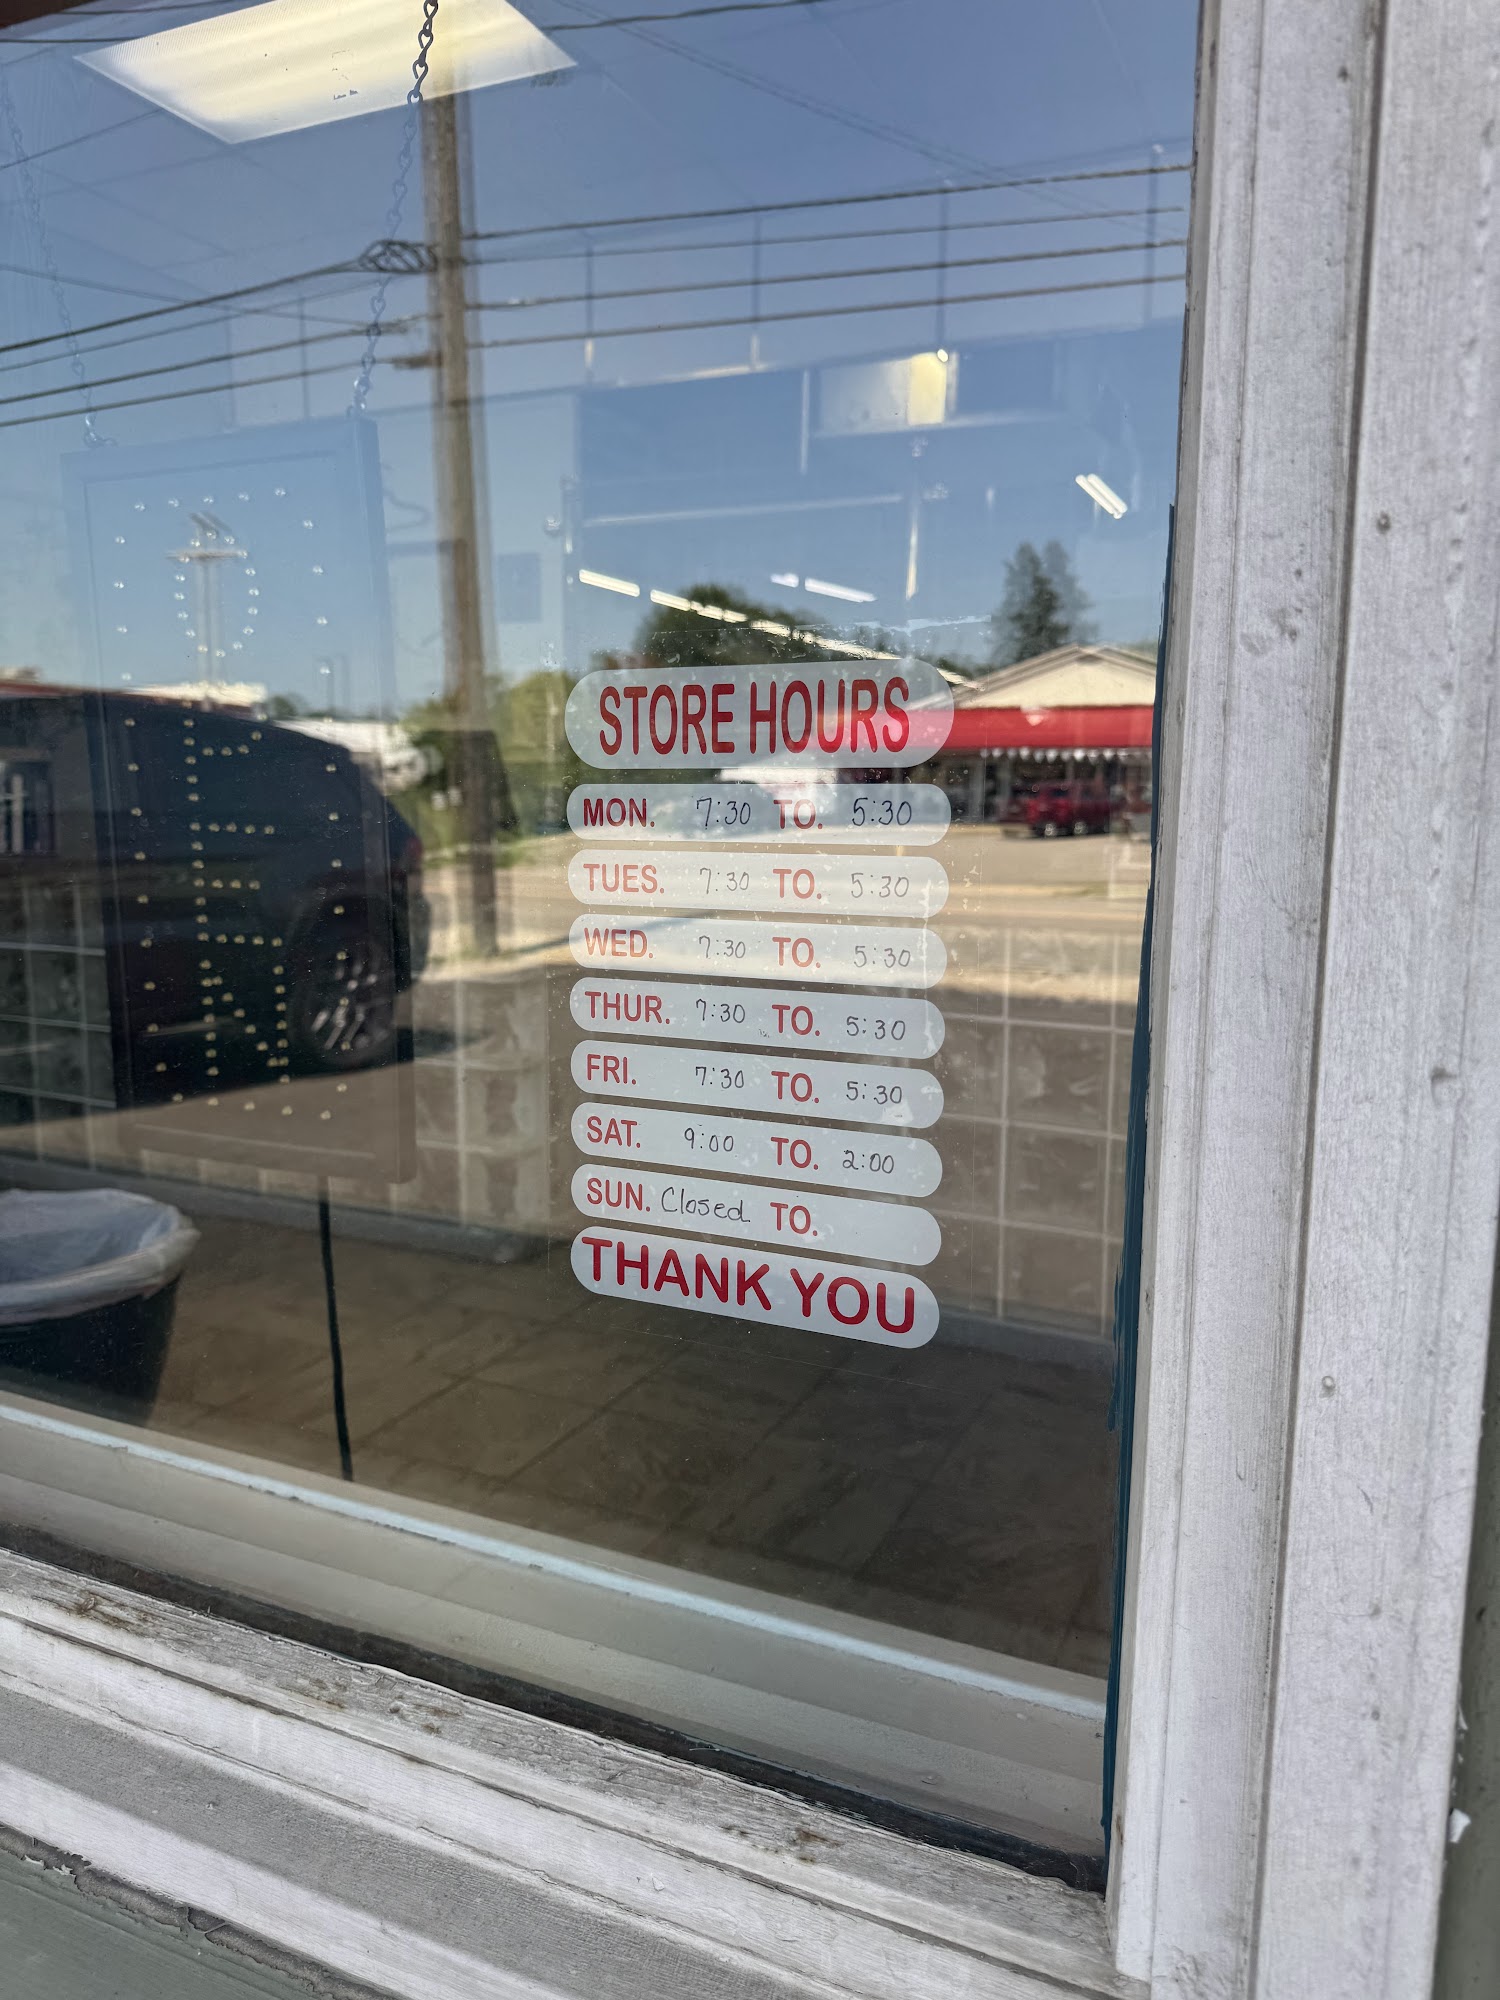 STORE HOURS
MON. 7:30 TO. 5:30
TUES. 7:30 TO. 5:30
WED. 7:30 TO. 5:30
THUR. 7:30 TO. 5:30
FRI. 7:30 TO. 5:30
SAT. 9:00 TO. 2:00
SUN. Closed TO.
THANK YOU